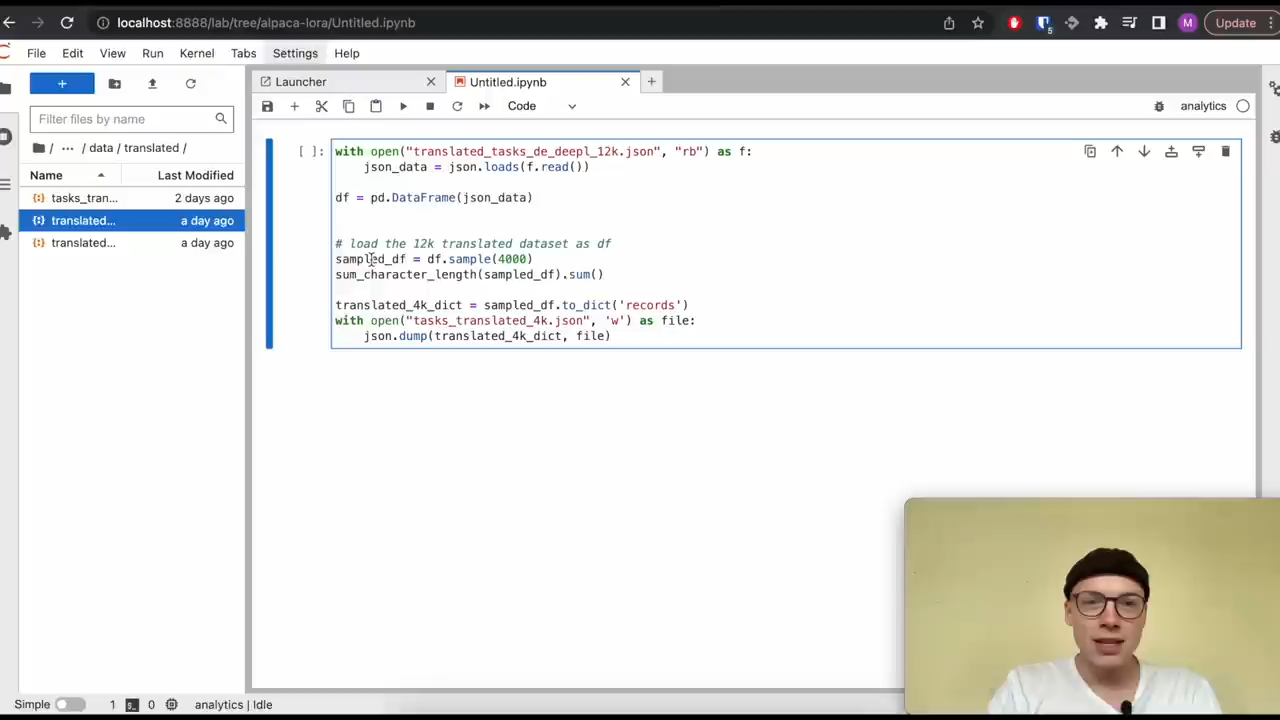 localhost:8888/lab/tree/alpaca-lora/Untitled.ipynb
5
M
Update
File Edit View Run Kernel Tabs Settings Help
+
Launcher
Untitled.ipynb
+
Code
analytics
Filter files by name
/ ... / data / translated /
Name
Last Modified
tasks_tran... 2 days ago
translated... a day ago
translated... a day ago
[ ]:
with open("translated_tasks_de_deepl_12k.json", "rb") as f:
    json_data = json.loads(f.read())
df = pd.DataFrame(json_data)
# load the 12k translated dataset as df
sampled_df = df.sample(4000)
sum_character_length(sampled_df).sum()
translated_4k_dict = sampled_df.to_dict('records')
with open("tasks_translated_4k.json", 'w') as file:
    json.dump(translated_4k_dict, file)
Simple 1 0 analytics | Idle